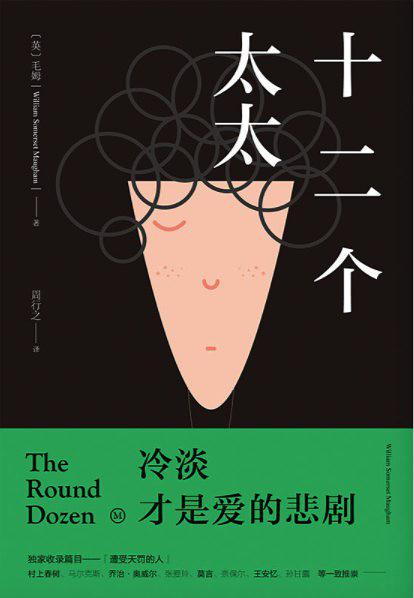 十二个
太太
［英］毛姆｜William Somerset Maugham｜——著
周行之——译
The
Round
Dozen
M
冷淡
才是爱的悲剧
William Somerset Maugham
独家收录篇目——「遭受天罚的人」
村上春树、马尔克斯、乔治·奥威尔、张爱玲、莫言、奈保尔、王安忆、孙甘露 等一致推崇——